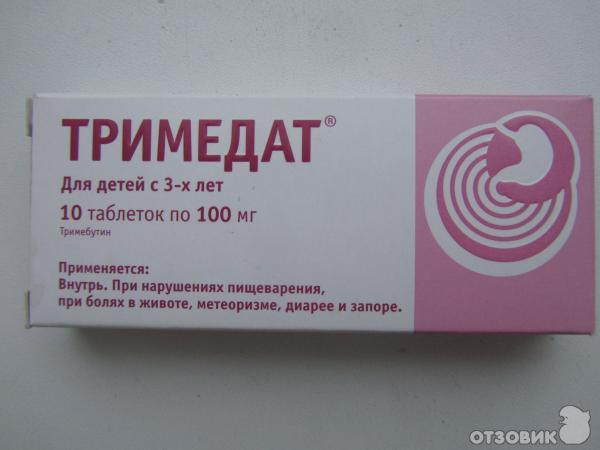 ТРИМЕДАТ®
Для детей с 3-х лет
10 таблеток по 100 мг
Тримебутин
Применяется:
Внутрь. При нарушениях пищеварения,
при болях в животе, метеоризме, диарее и запоре.
ОТЗОВИК